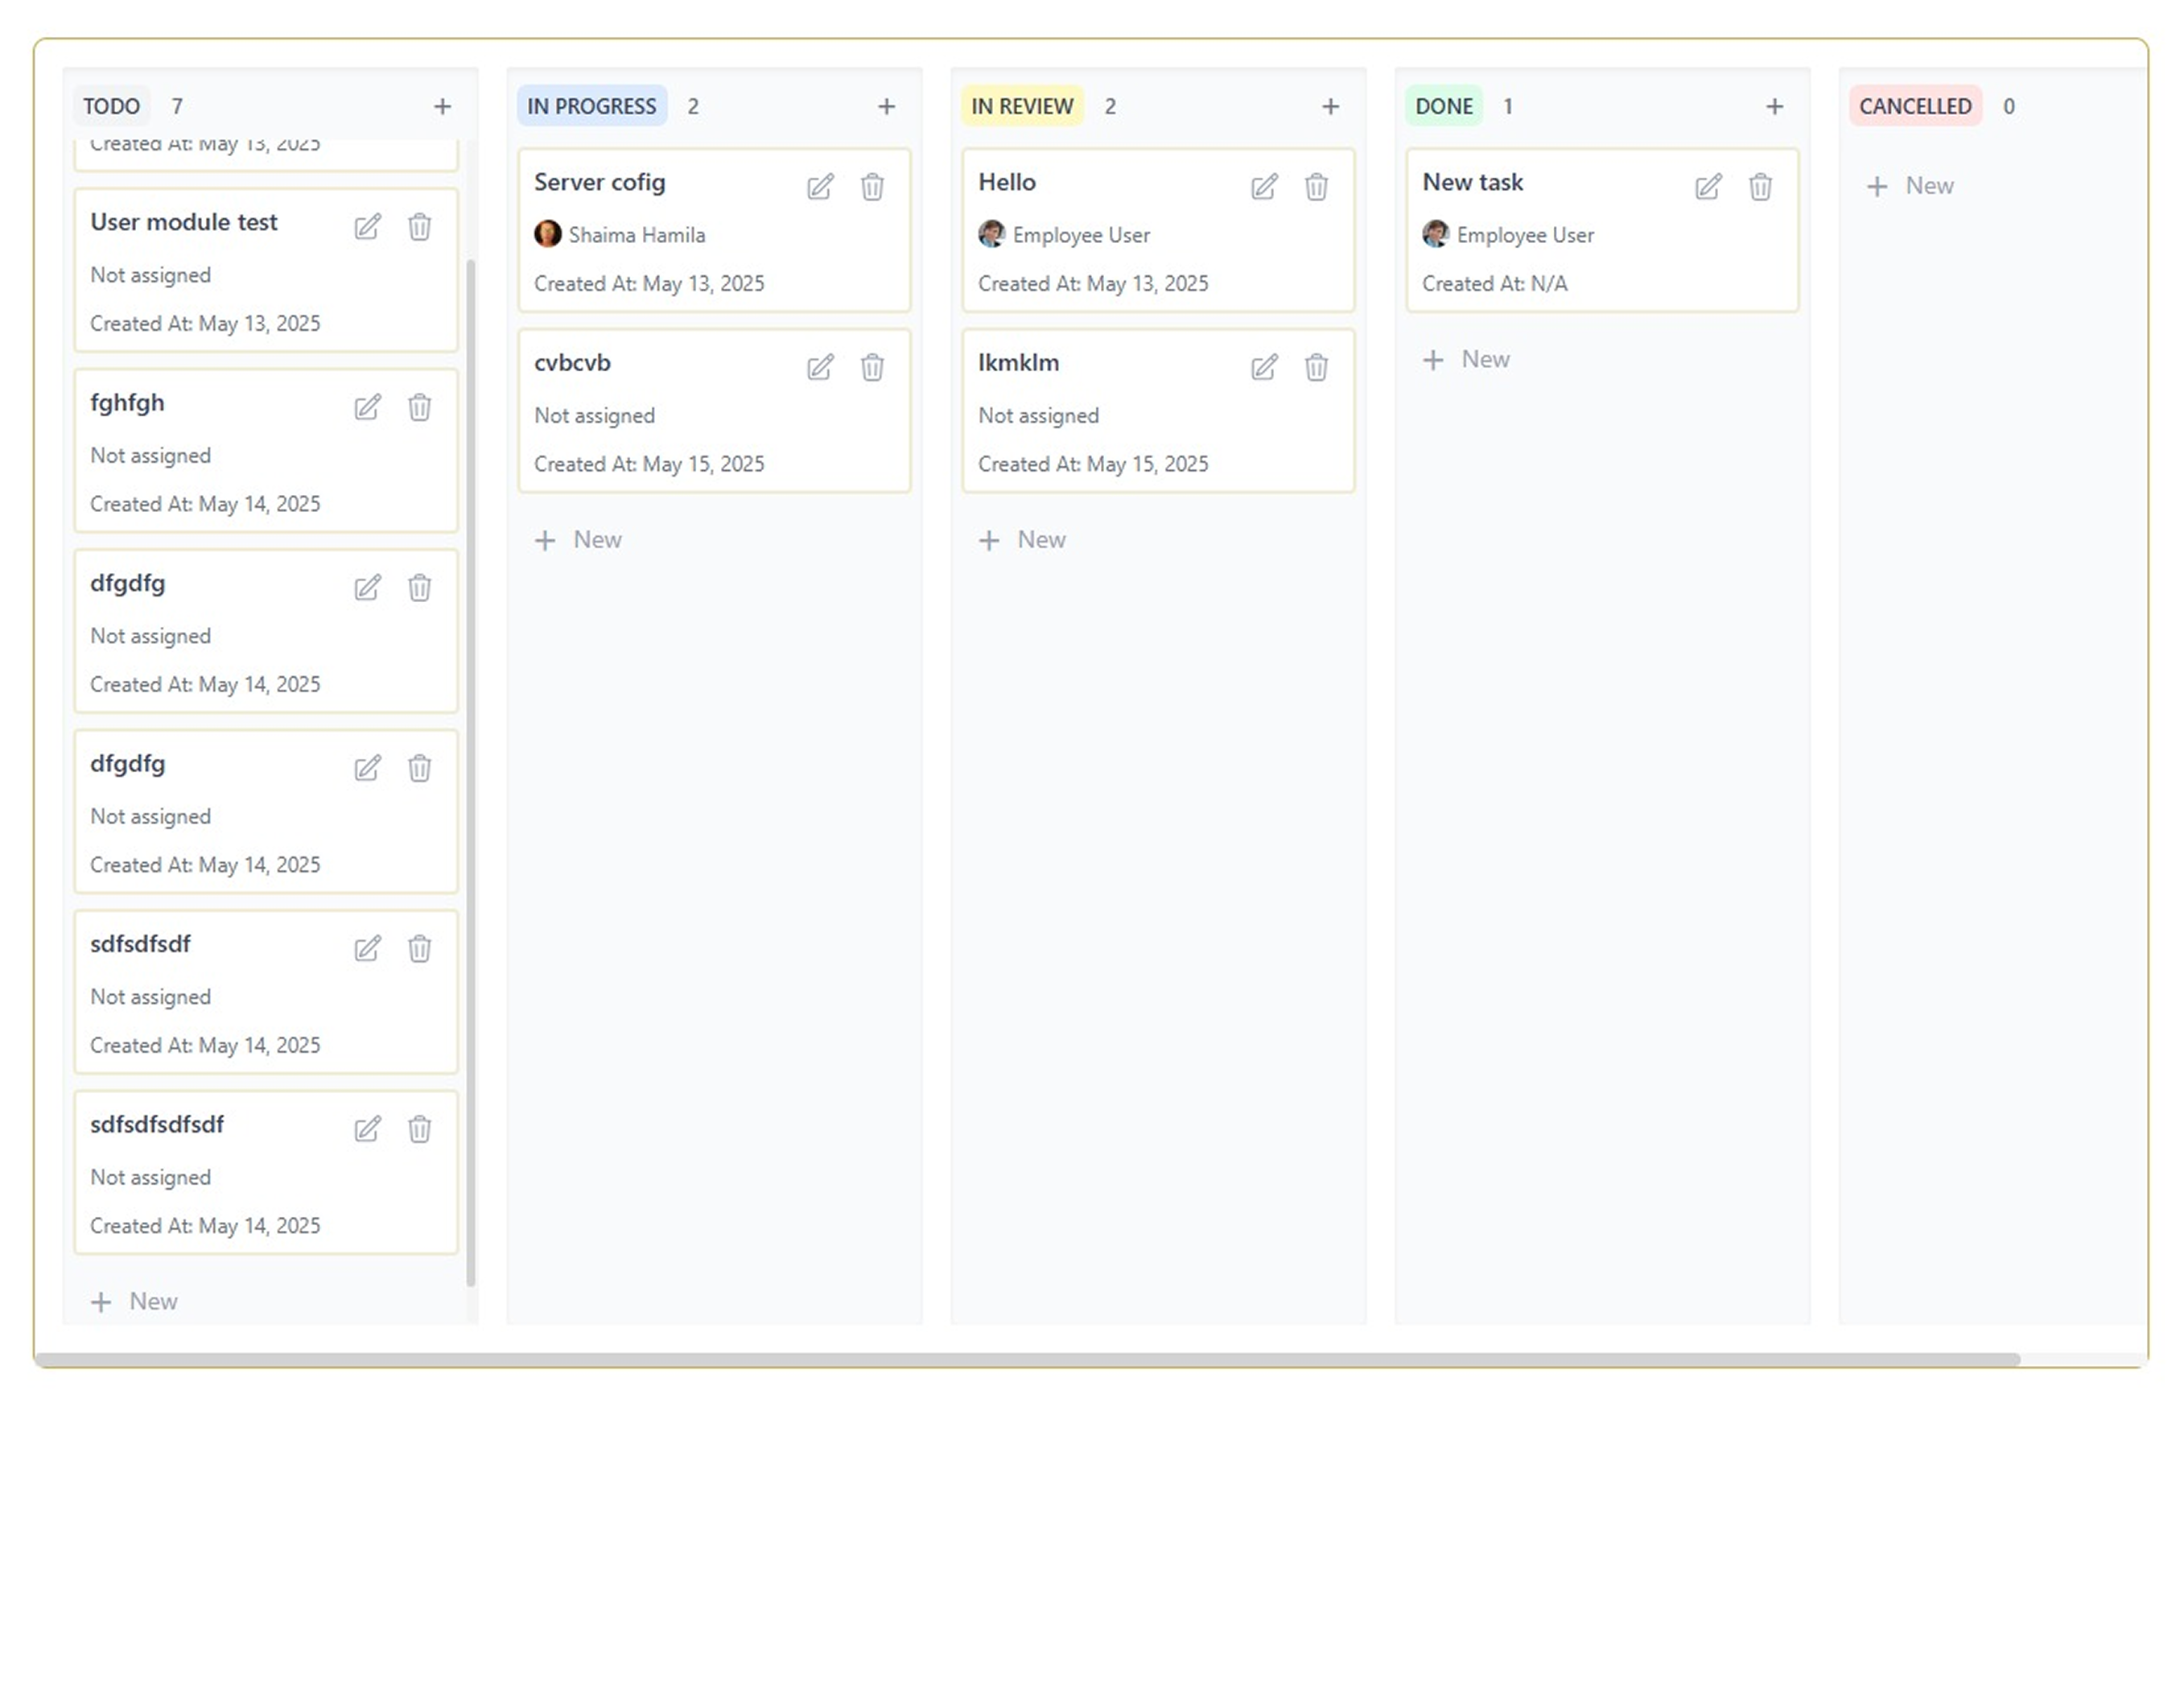 TODO 7
Created At: May 13, 2025
User module test
Not assigned
Created At: May 13, 2025
fghfgh
Not assigned
Created At: May 14, 2025
dfgdfg
Not assigned
Created At: May 14, 2025
dfgdfg
Not assigned
Created At: May 14, 2025
sdfsdfsdf
Not assigned
Created At: May 14, 2025
sdfsdfsdfsdf
Not assigned
Created At: May 14, 2025
+ New
IN PROGRESS 2
Server cofig
Shaima Hamila
Created At: May 13, 2025
cvbcvb
Not assigned
Created At: May 15, 2025
+ New
IN REVIEW 2
Hello
Employee User
Created At: May 13, 2025
lkmklm
Not assigned
Created At: May 15, 2025
+ New
DONE 1
New task
Employee User
Created At: N/A
+ New
CANCELLED 0
+ New